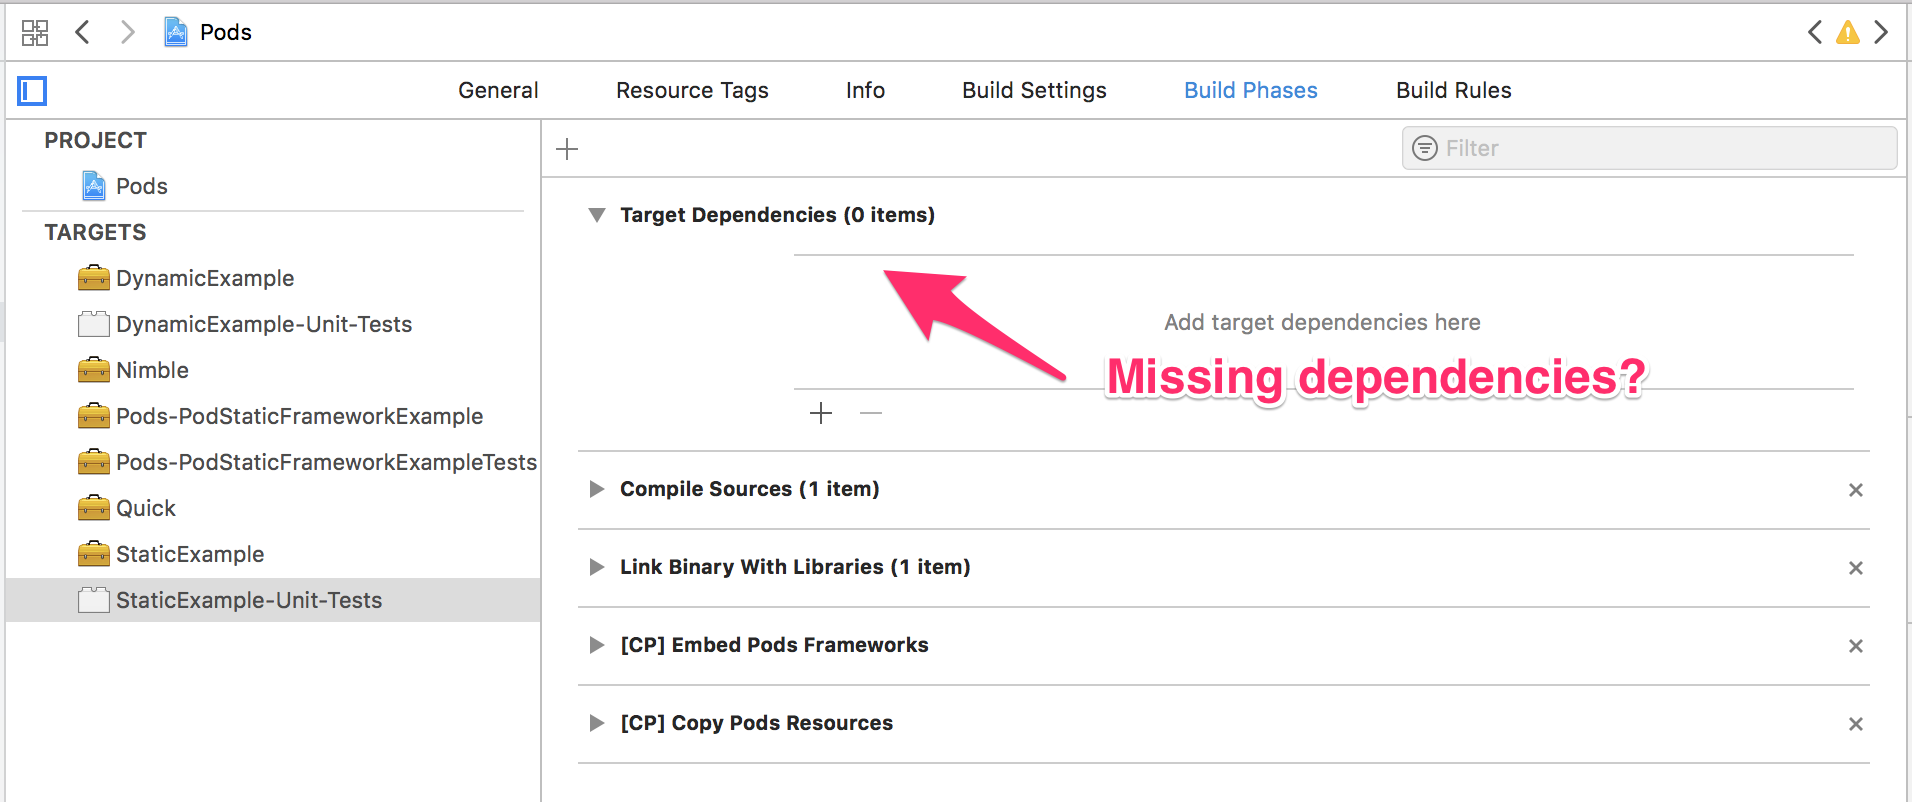 Pods
General Resource Tags Info Build Settings Build Phases Build Rules
PROJECT
Pods
TARGETS
DynamicExample
DynamicExample-Unit-Tests
Nimble
Pods-PodStaticFrameworkExample
Pods-PodStaticFrameworkExampleTests
Quick
StaticExample
StaticExample-Unit-Tests
Filter
Target Dependencies (0 items)
Add target dependencies here
Missing dependencies?
Compile Sources (1 item)
Link Binary With Libraries (1 item)
[CP] Embed Pods Frameworks
[CP] Copy Pods Resources